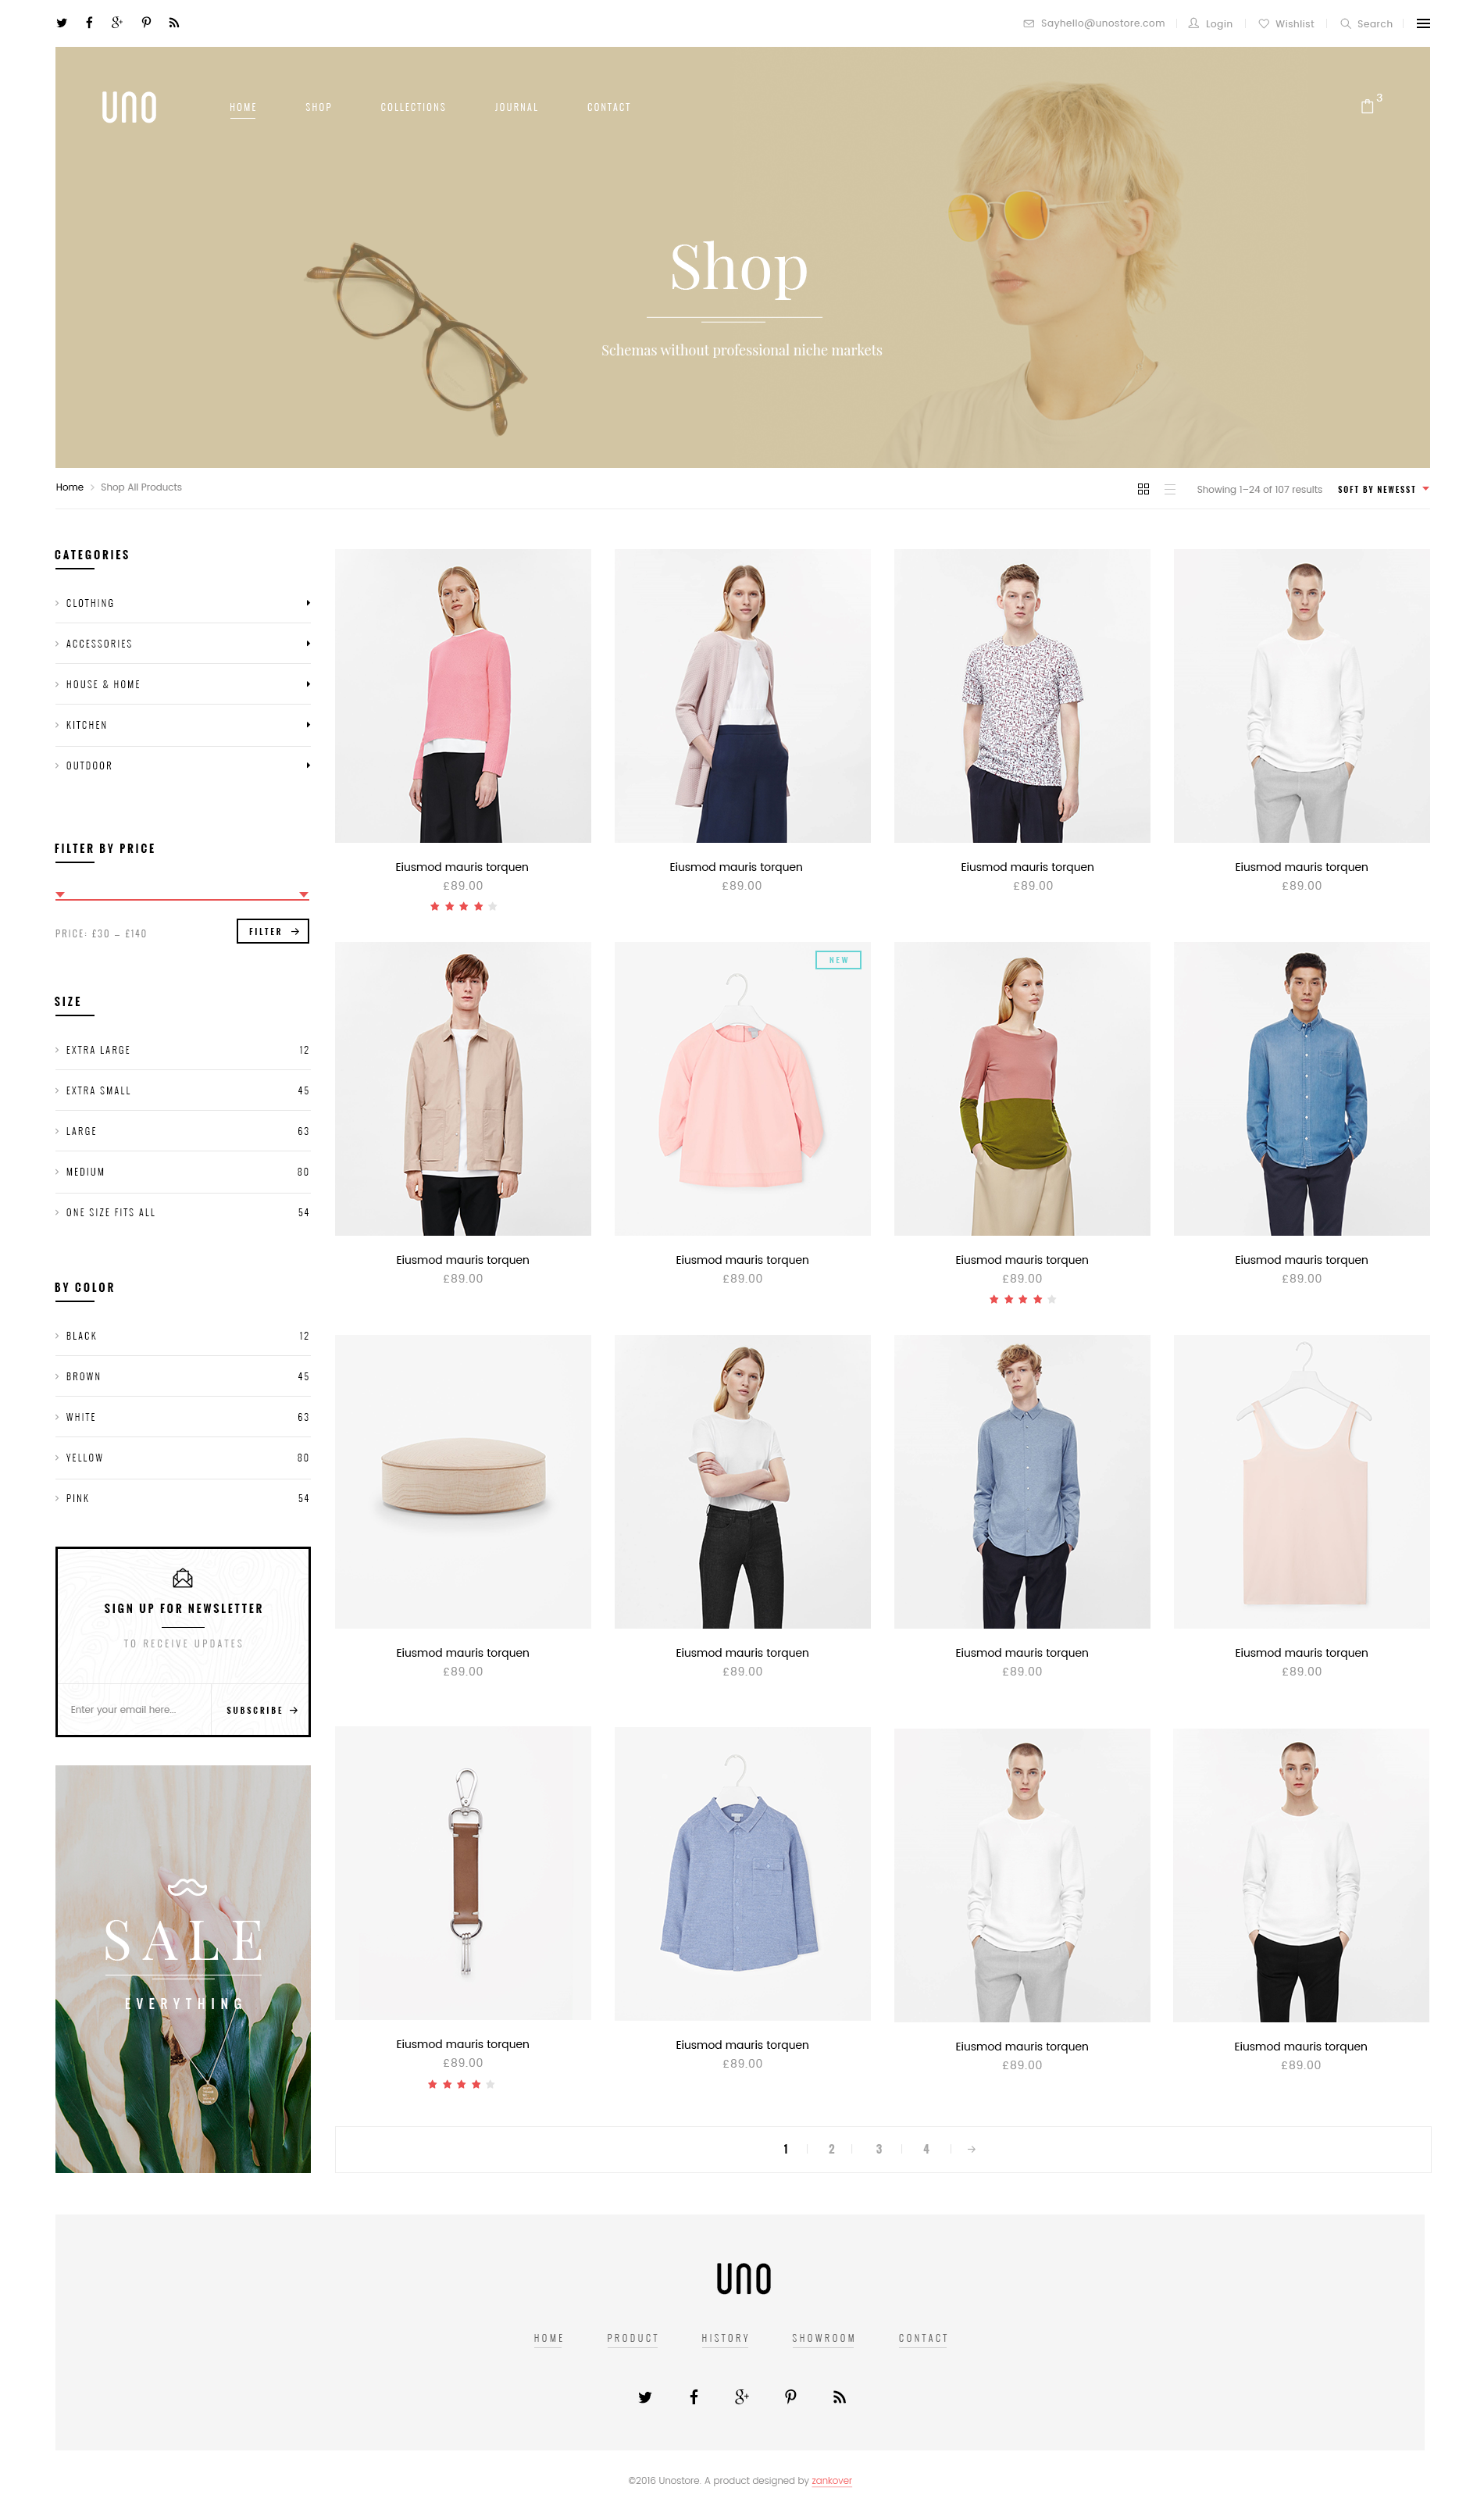 Sayhello@unostore.com Login Wishlist Search
UNO HOME SHOP COLLECTIONS JOURNAL CONTACT 3
Shop
Schemas without professional niche markets
Home > Shop All Products
Showing 1–24 of 107 results SOFT BY NEWESST
CATEGORIES
CLOTHING
ACCESSORIES
HOUSE & HOME
KITCHEN
OUTDOOR
FILTER BY PRICE
PRICE: £30 – £140
FILTER →
SIZE
EXTRA LARGE 12
EXTRA SMALL 45
LARGE 63
MEDIUM 80
ONE SIZE FITS ALL 54
BY COLOR
BLACK 12
BROWN 45
WHITE 63
YELLOW 80
PINK 54
SIGN UP FOR NEWSLETTER
TO RECEIVE UPDATES
Enter your email here... SUBSCRIBE →
SALE
EVERYTHING
Eiusmod mauris torquen Eiusmod mauris torquen Eiusmod mauris torquen Eiusmod mauris torquen
£89.00 £89.00 £89.00 £89.00
NEW
Eiusmod mauris torquen Eiusmod mauris torquen Eiusmod mauris torquen Eiusmod mauris torquen
£89.00 £89.00 £89.00 £89.00
Eiusmod mauris torquen Eiusmod mauris torquen Eiusmod mauris torquen Eiusmod mauris torquen
£89.00 £89.00 £89.00 £89.00
Eiusmod mauris torquen Eiusmod mauris torquen Eiusmod mauris torquen Eiusmod mauris torquen
£89.00 £89.00 £89.00 £89.00
1 2 3 4 →
UNO
HOME PRODUCT HISTORY SHOWROOM CONTACT
©2016 Unostore. A product designed by zankover